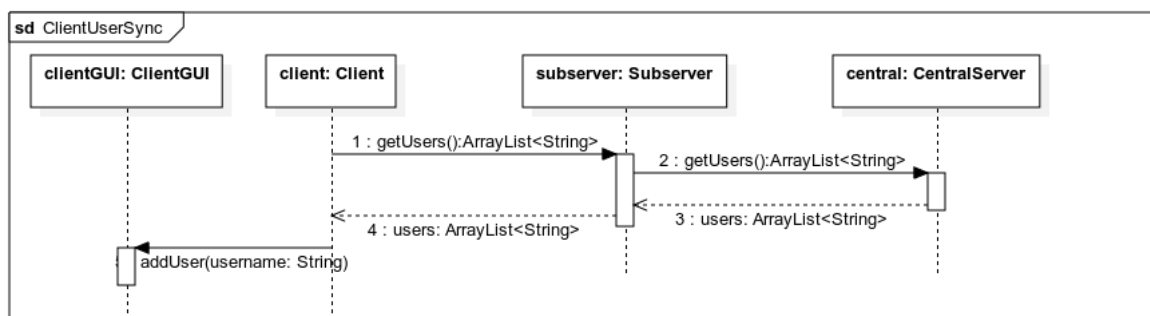 sd ClientUserSync
clientGUI: ClientGUI
client: Client
subserver: Subserver
central: CentralServer
1 : getUsers():ArrayList<String>
2 : getUsers():ArrayList<String>
3 : users: ArrayList<String>
4 : users: ArrayList<String>
addUser(username: String)